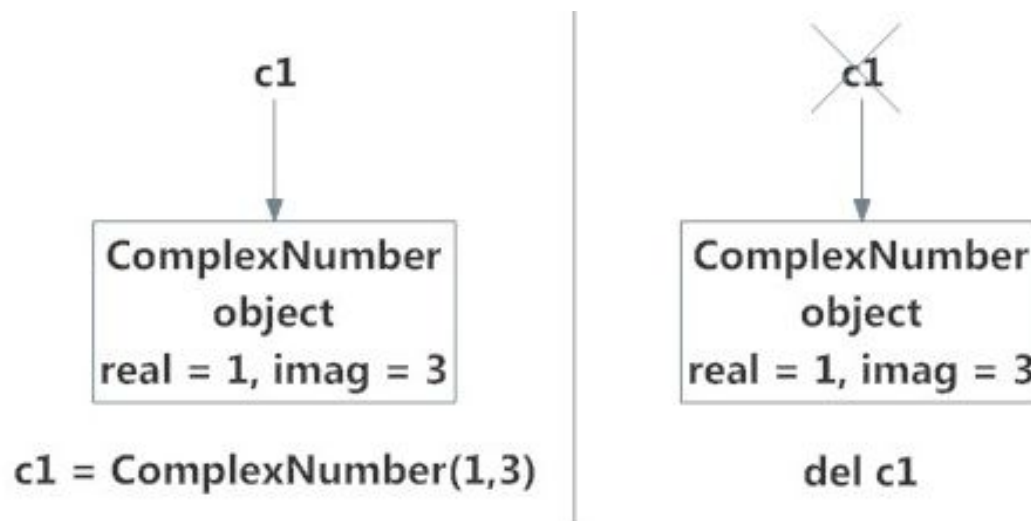 c1
ComplexNumber
object
real = 1, imag = 3
c1 = ComplexNumber(1,3)
c1
ComplexNumber
object
real = 1, imag = 3
del c1